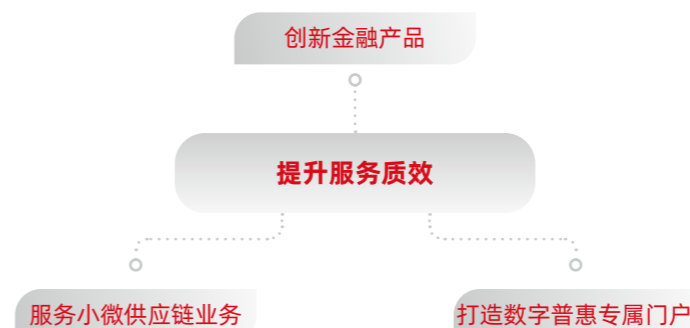 创新金融产品
提升服务质效
服务小微供应链业务
打造数字普惠专属门户